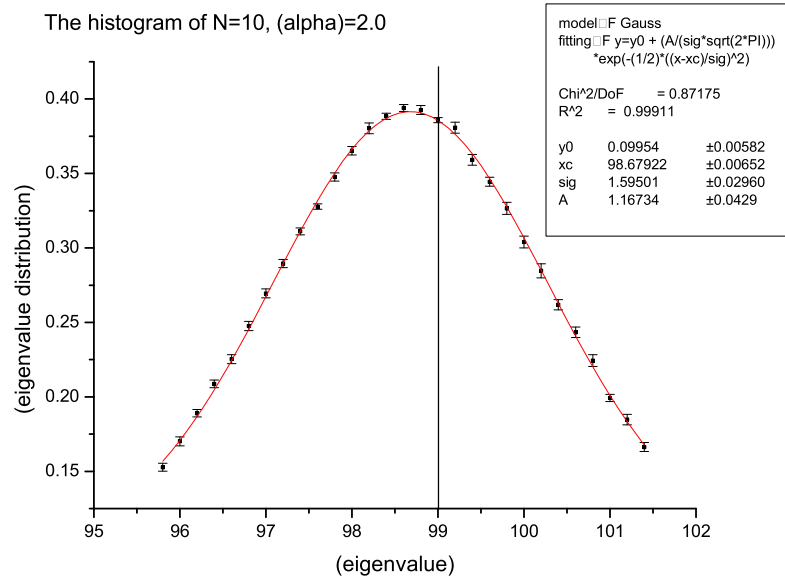 The histogram of N=10, (alpha)=2.0
model□F Gauss
fitting□F y=y0 + (A/(sig*sqrt(2*PI)))
*exp(-(1/2)*((x-xc)/sig)^2)
Chi^2/DoF = 0.87175
R^2 = 0.99911
y0 0.09954 ±0.00582
xc 98.67922 ±0.00652
sig 1.59501 ±0.02960
A 1.16734 ±0.0429
(eigenvalue distribution)
0.40
0.35
0.30
0.25
0.20
0.15
95 96 97 98 99 100 101 102
(eigenvalue)